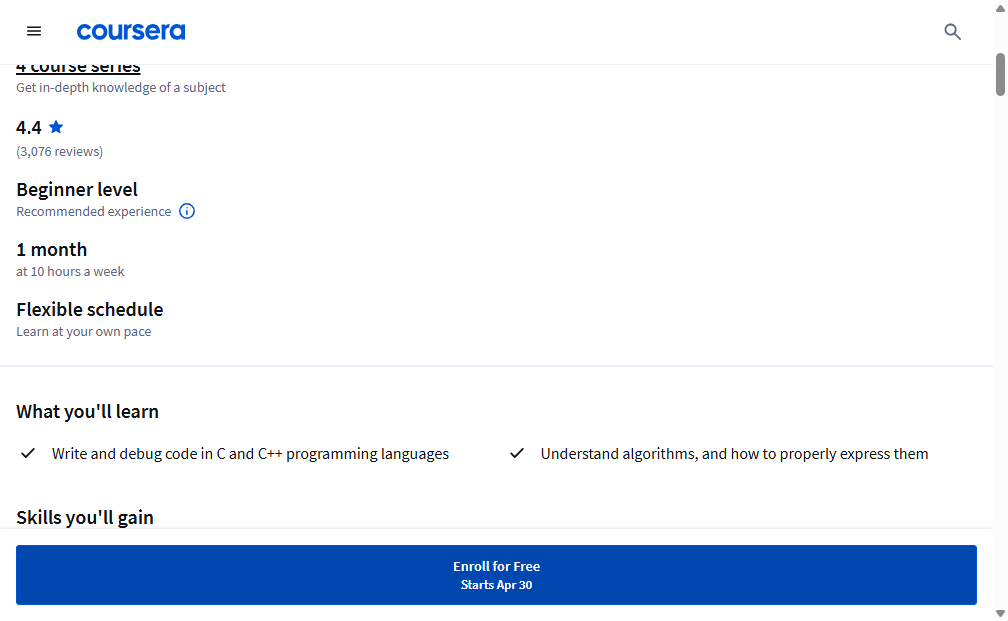 coursera
4 course series
Get in-depth knowledge of a subject
4.4
(3,076 reviews)
Beginner level
Recommended experience
1 month
at 10 hours a week
Flexible schedule
Learn at your own pace
What you'll learn
Write and debug code in C and C++ programming languages
Understand algorithms, and how to properly express them
Skills you'll gain
Enroll for Free
Starts Apr 30